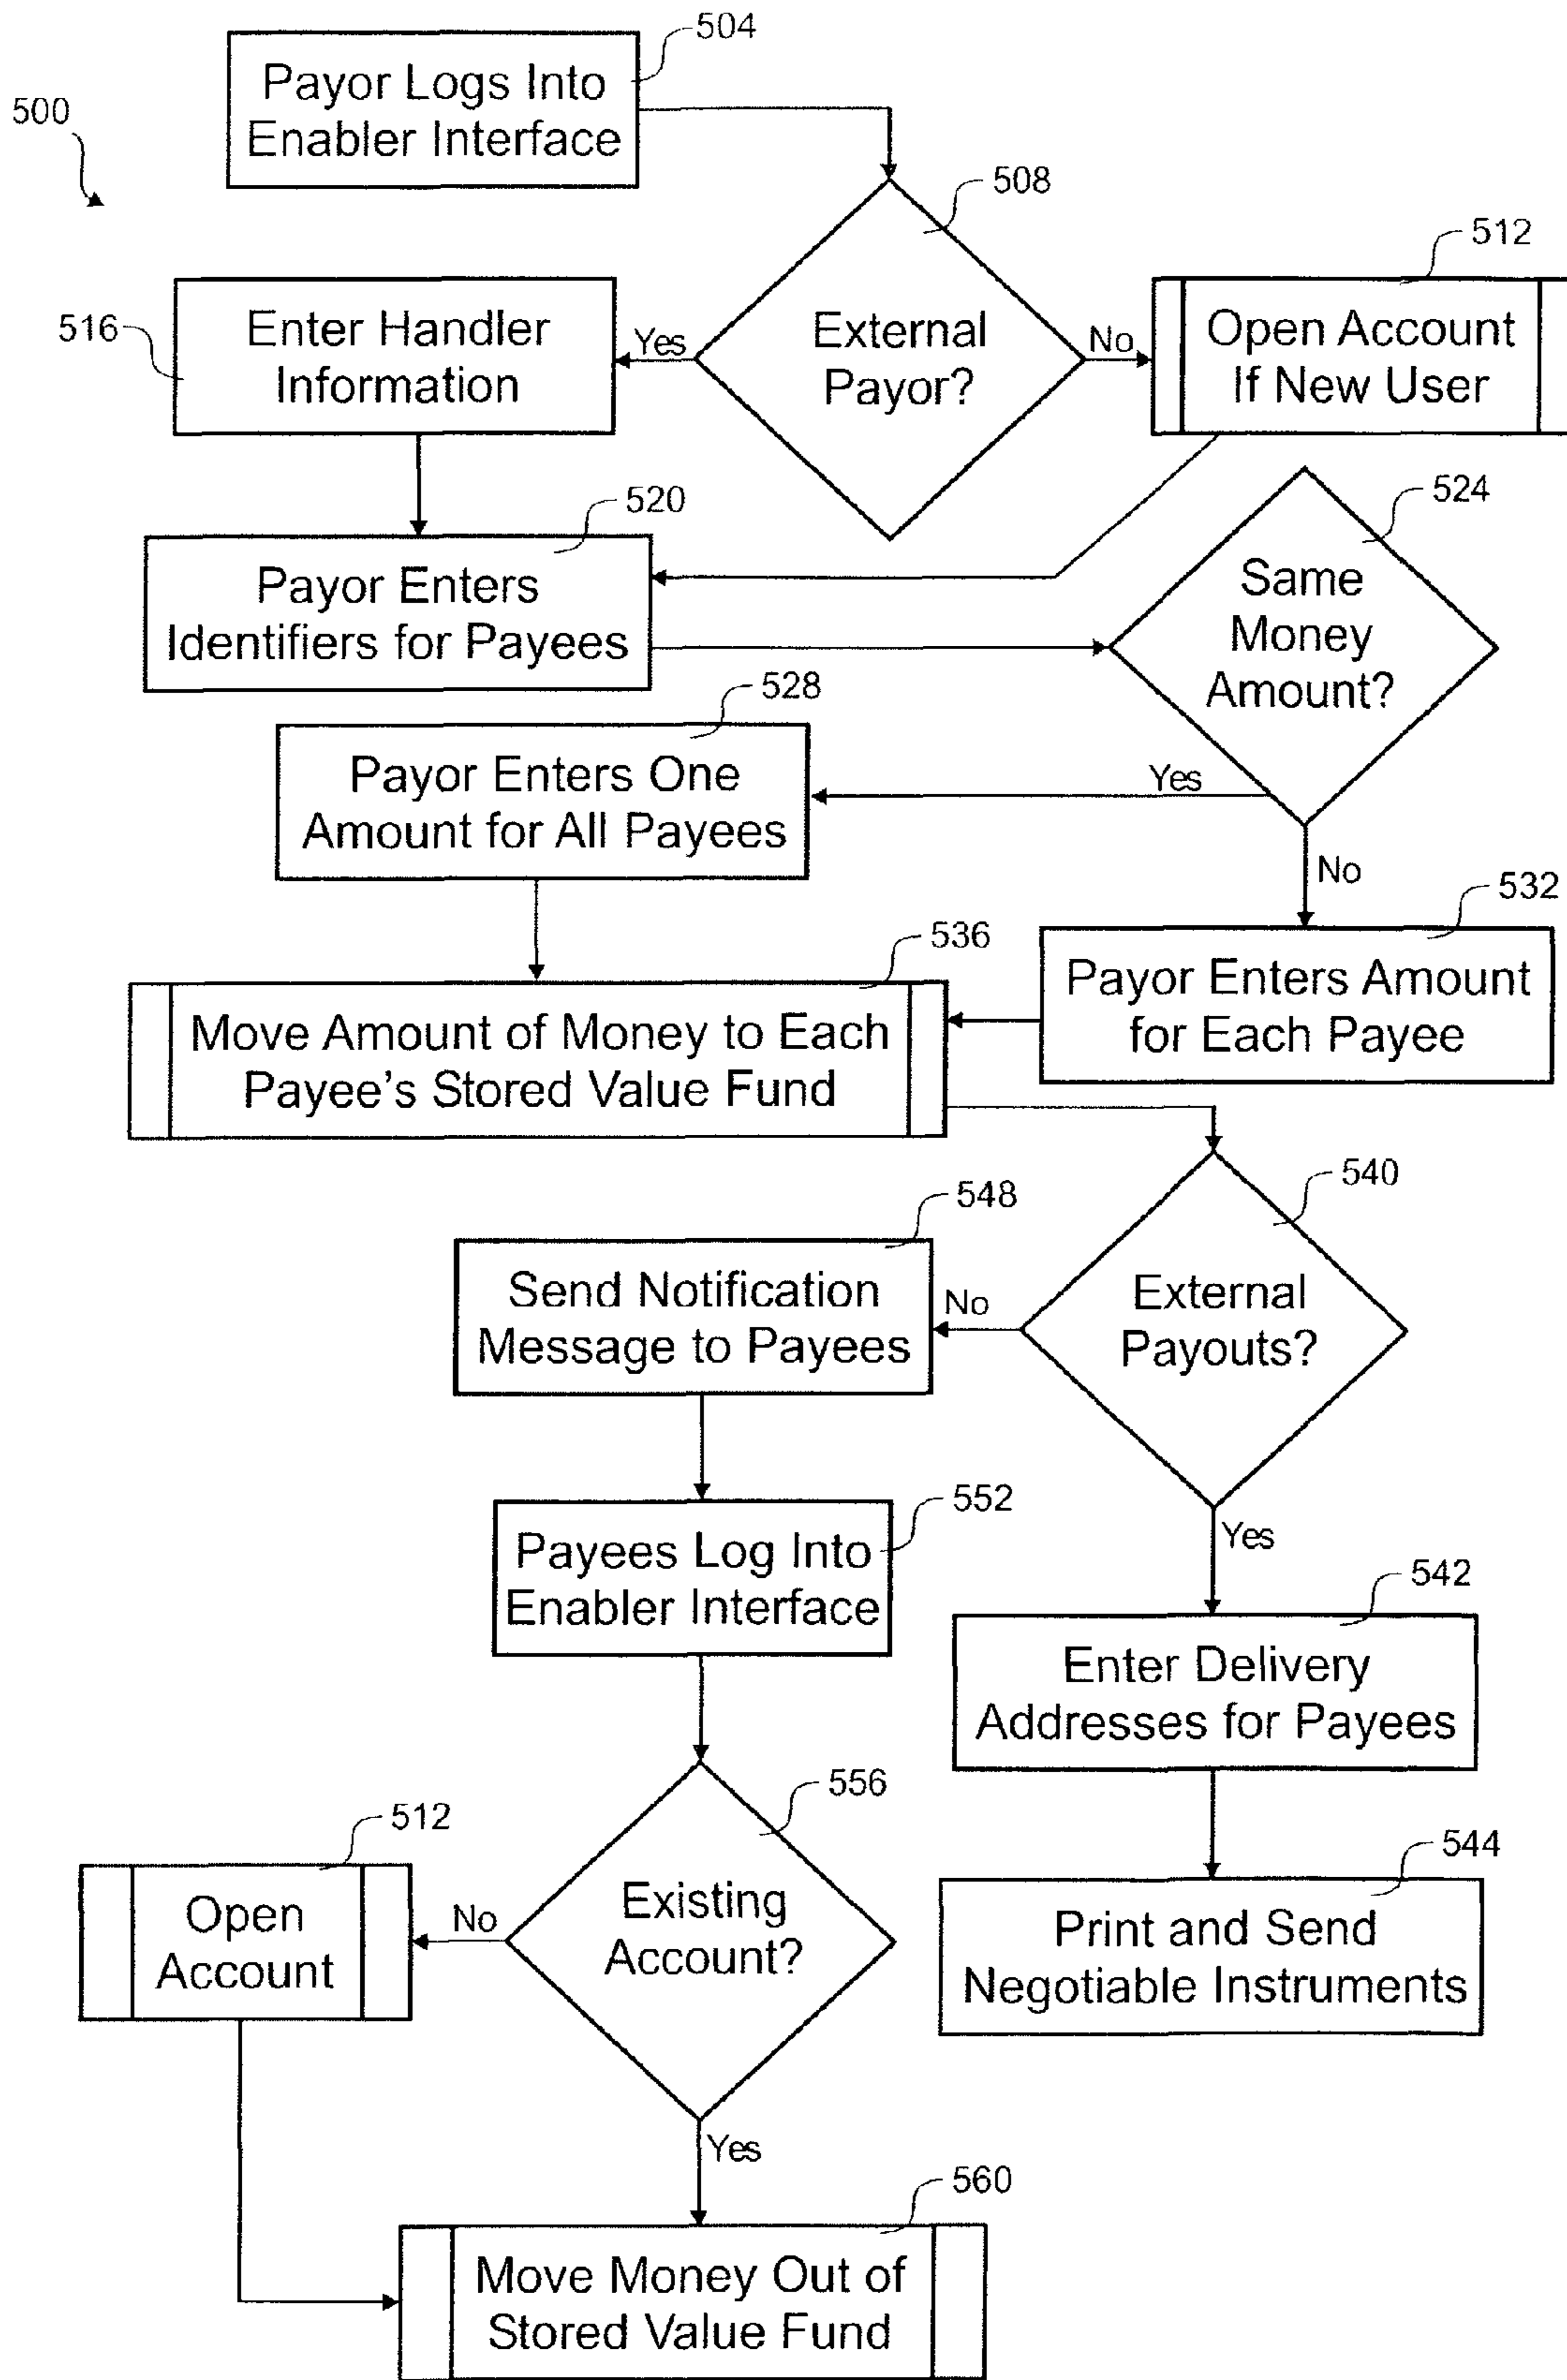 504
Payor Logs Into
Enabler Interface
500
508
512
External
Payor?
Enter Handler
Information
516
Yes
No
Open Account
If New User
520
524
Payor Enters
Identifiers for Payees
Same
Money
Amount?
528
Payor Enters One
Amount for All Payees
Yes
No
532
536
Payor Enters Amount
for Each Payee
Move Amount of Money to Each
Payee's Stored Value Fund
540
548
Send Notification
Message to Payees
No
External
Payouts?
552
Yes
Payees Log Into
Enabler Interface
542
Enter Delivery
Addresses for Payees
556
512
544
Open
Account
No
Existing
Account?
Print and Send
Negotiable Instruments
Yes
560
Move Money Out of
Stored Value Fund